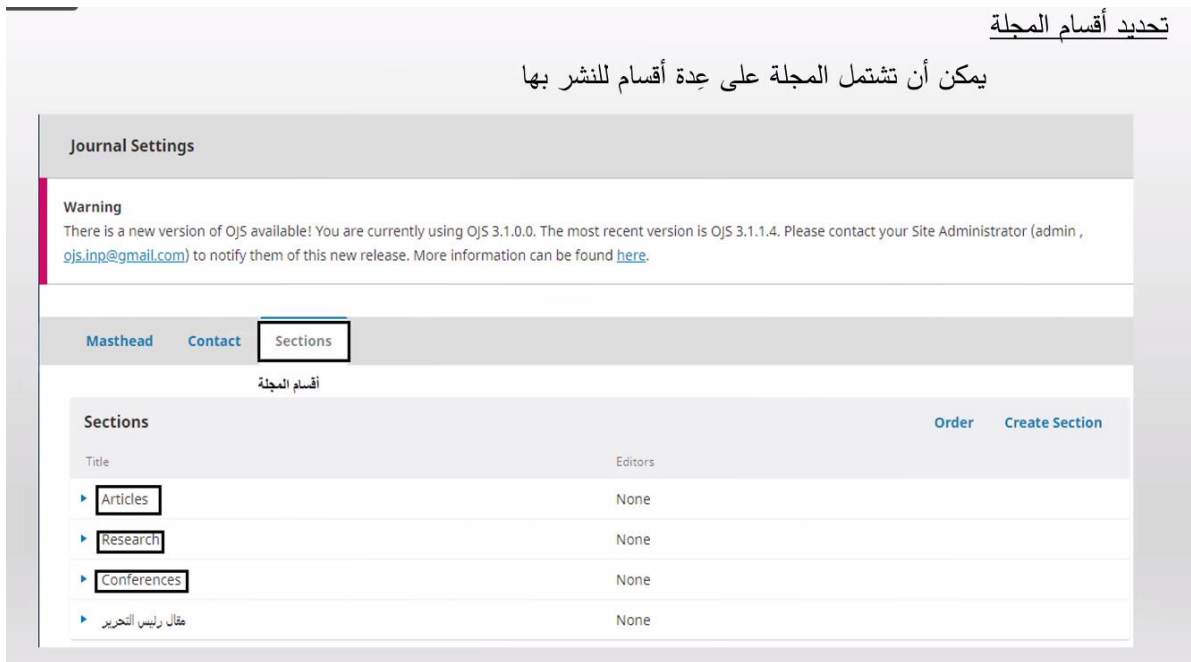 تحديد أقسام المجلة
يمكن أن تشتمل المجلة على عِدة أقسام للنشر بها
Journal Settings
Warning
There is a new version of OJS available! You are currently using OJS 3.1.0.0. The most recent version is OJS 3.1.1.4. Please contact your Site Administrator (admin ,
ojs.inp@gmail.com) to notify them of this new release. More information can be found here.
Masthead Contact Sections
أقسام المجلة
Sections Order Create Section
Title Editors
Articles None
Research None
Conferences None
مقال رئيس التحرير None